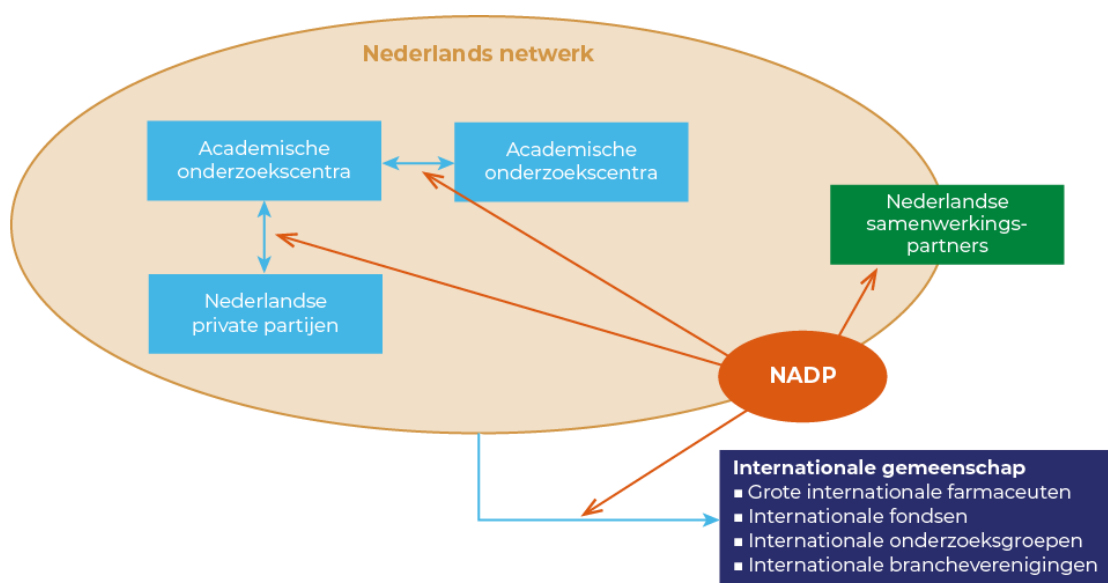 Nederlands netwerk
Academische
onderzoekscentra
Academische
onderzoekscentra
Nederlandse
samenwerkings-
partners
Nederlandse
private partijen
NADP
Internationale gemeenschap
▪ Grote internationale farmaceuten
▪ Internationale fondsen
▪ Internationale onderzoeksgroepen
▪ Internationale brancheverenigingen